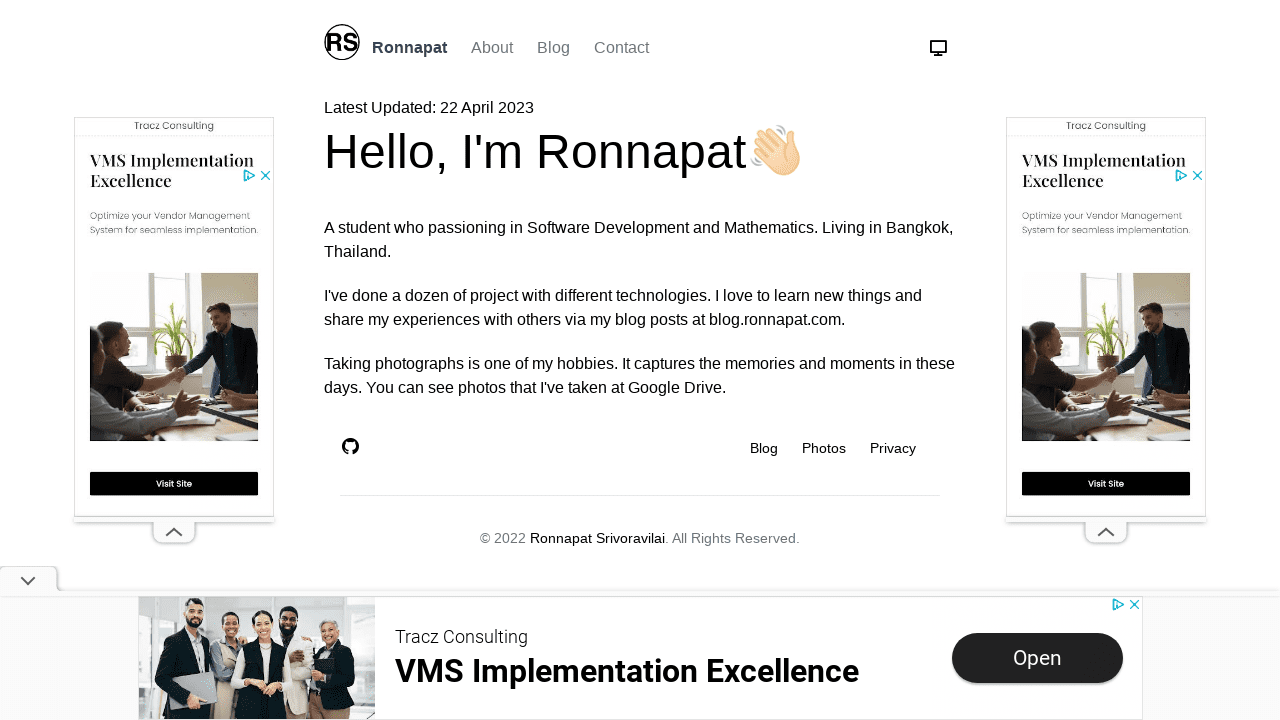 RS
Ronnapat About Blog Contact
Latest Updated: 22 April 2023
Hello, I'm Ronnapat👋🏼
A student who passioning in Software Development and Mathematics. Living in Bangkok,
Thailand.
I've done a dozen of project with different technologies. I love to learn new things and
share my experiences with others via my blog posts at blog.ronnapat.com.
Taking photographs is one of my hobbies. It captures the memories and moments in these
days. You can see photos that I've taken at Google Drive.
Blog Photos Privacy
© 2022 Ronnapat Srivoravilai. All Rights Reserved.
Tracz Consulting
VMS Implementation
Excellence
Optimize your Vendor Management
System for seamless implementation.
Visit Site
Tracz Consulting
VMS Implementation
Excellence
Optimize your Vendor Management
System for seamless implementation.
Visit Site
Tracz Consulting
VMS Implementation Excellence
Open